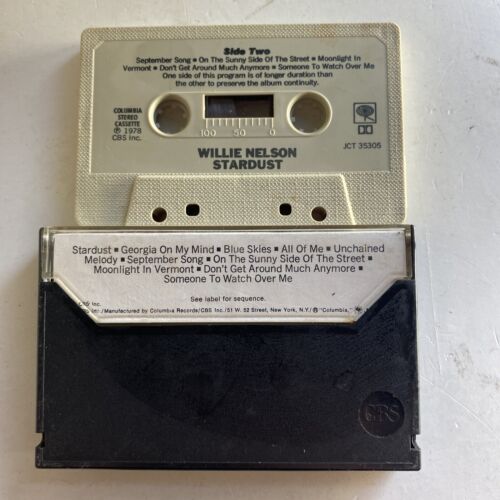 Side Two
September Song ■ On The Sunny Side Of The Street ■ Moonlight In
Vermont ■ Don't Get Around Much Anymore ■ Someone To Watch Over Me
One side of this program is of longer duration than
the other to preserve the album continuity.
COLUMBIA
STEREO
CASSETTE
℗ 1978
CBS Inc.
100 50 0
JCT 35305
WILLIE NELSON
STARDUST
Stardust ■ Georgia On My Mind ■ Blue Skies ■ All Of Me ■ Unchained
Melody ■ September Song ■ On The Sunny Side Of The Street ■
Moonlight In Vermont ■ Don't Get Around Much Anymore ■
Someone To Watch Over Me
See label for sequence.
Inc.
Inc./Manufactured by Columbia Records/CBS Inc./51 W. 52 Street, New York, N.Y./® "Columbia,"
CBS